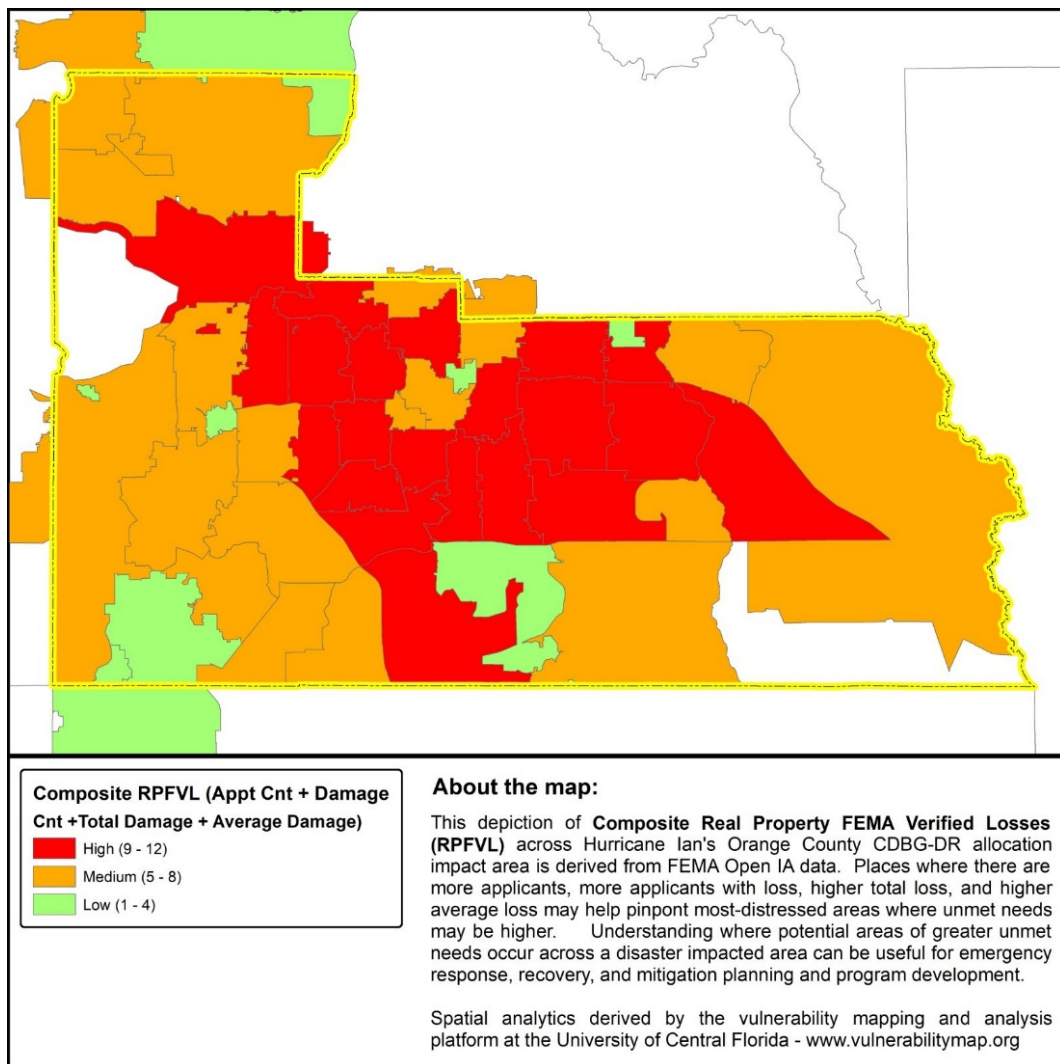 Composite RPFVL (Appt Cnt + Damage
Cnt +Total Damage + Average Damage)
High (9 - 12)
Medium (5 - 8)
Low (1 - 4)
About the map:
This depiction of Composite Real Property FEMA Verified Losses
(RPFVL) across Hurricane Ian's Orange County CDBG-DR allocation
impact area is derived from FEMA Open IA data. Places where there are
more applicants, more applicants with loss, higher total loss, and higher
average loss may help pinpont most-distressed areas where unmet needs
may be higher. Understanding where potential areas of greater unmet
needs occur across a disaster impacted area can be useful for emergency
response, recovery, and mitigation planning and program development.
Spatial analytics derived by the vulnerability mapping and analysis
platform at the University of Central Florida - www.vulnerabilitymap.org